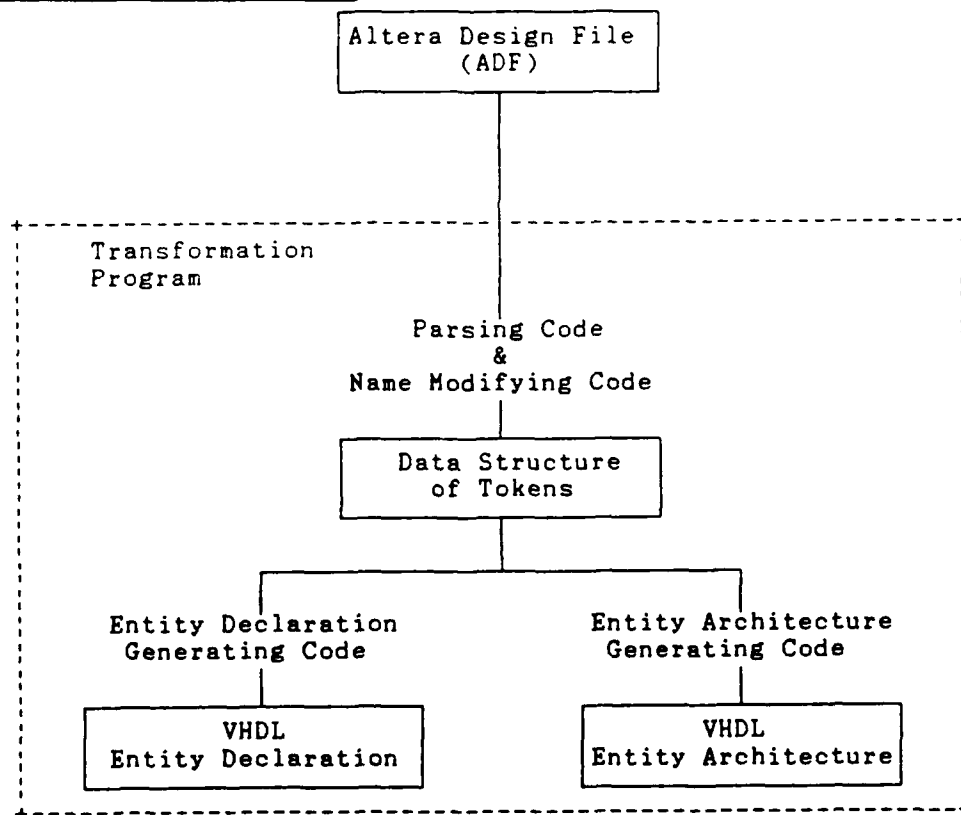 Altera Design File
(ADF)
Transformation
Program
Parsing Code
&
Name Modifying Code
Data Structure
of Tokens
Entity Declaration
Generating Code
Entity Architecture
Generating Code
VHDL
Entity Declaration
VHDL
Entity Architecture